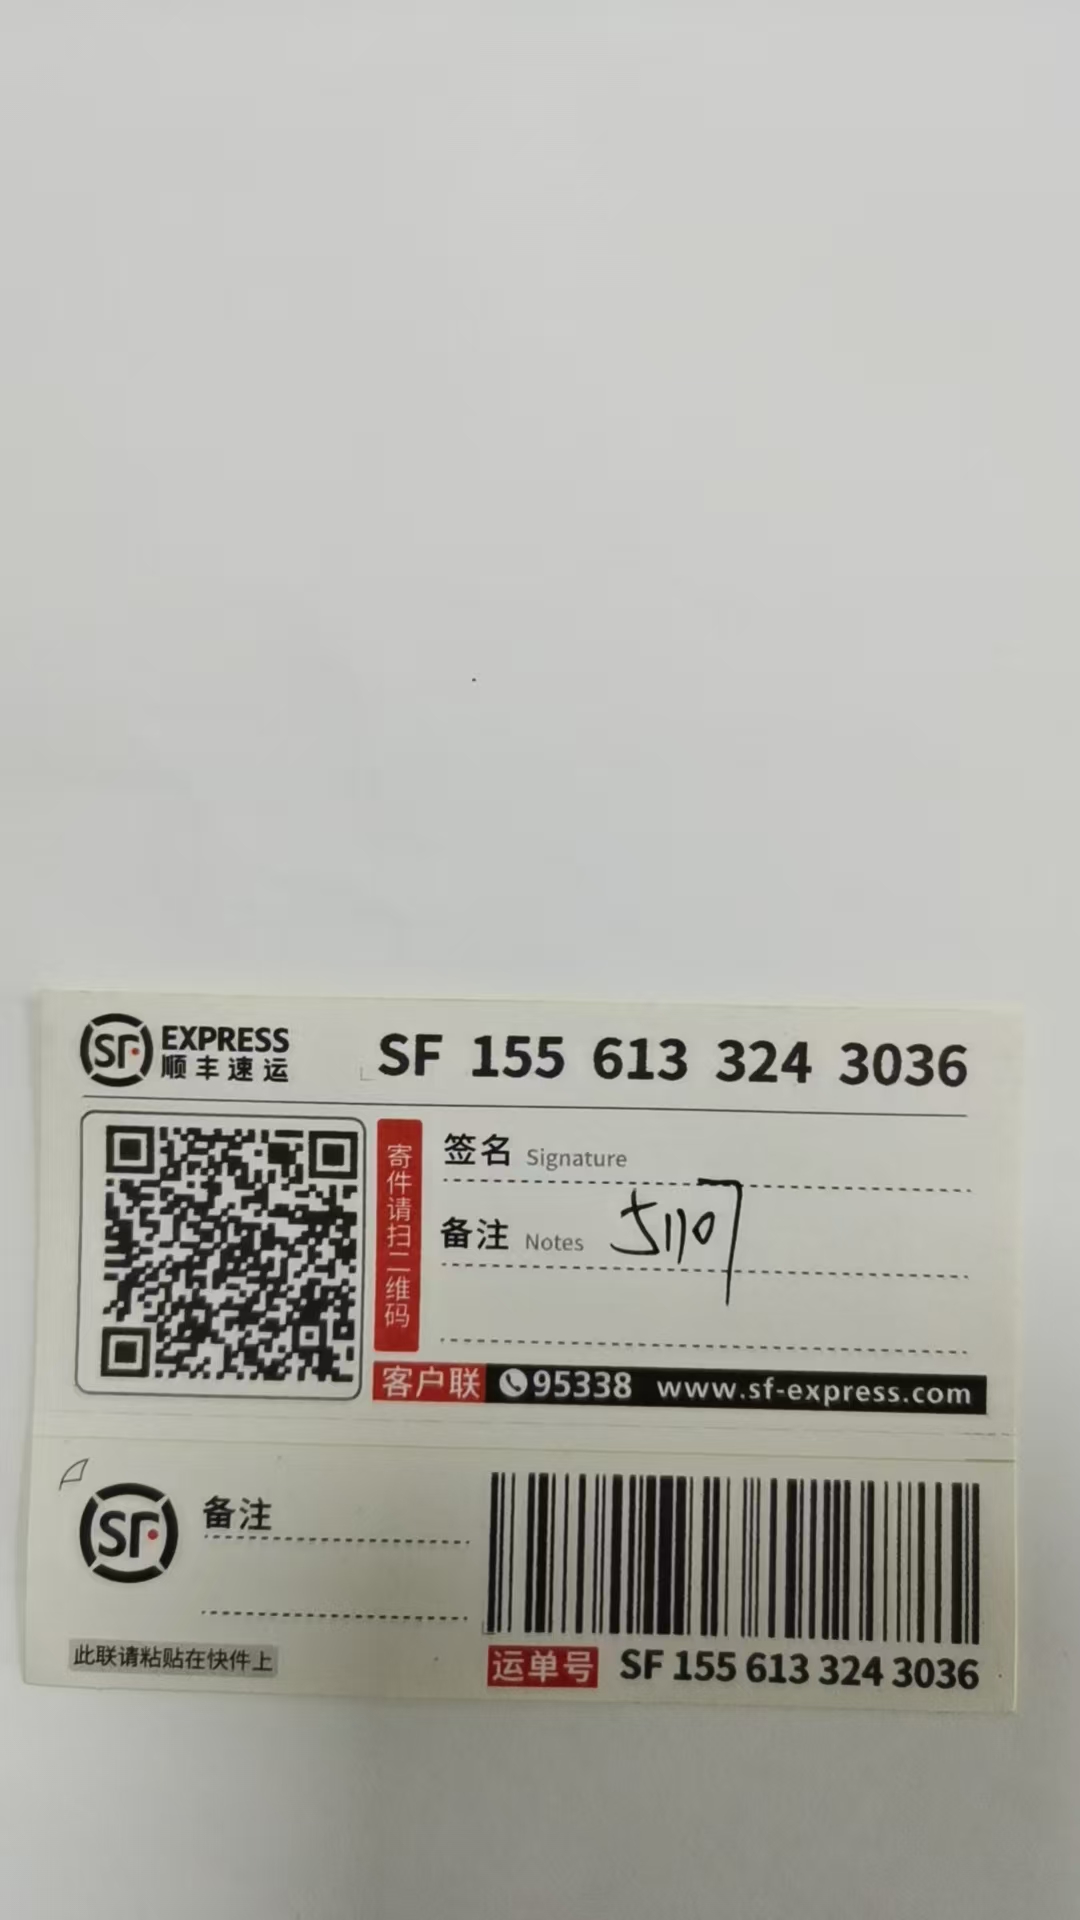 SF EXPRESS
顺丰速运
SF 155 613 324 3036
寄件请扫二维码
签名 Signature
备注 Notes 51107
客户联 95338 www.sf-express.com
SF
备注
此联请粘贴在快件上
运单号 SF 155 613 324 3036